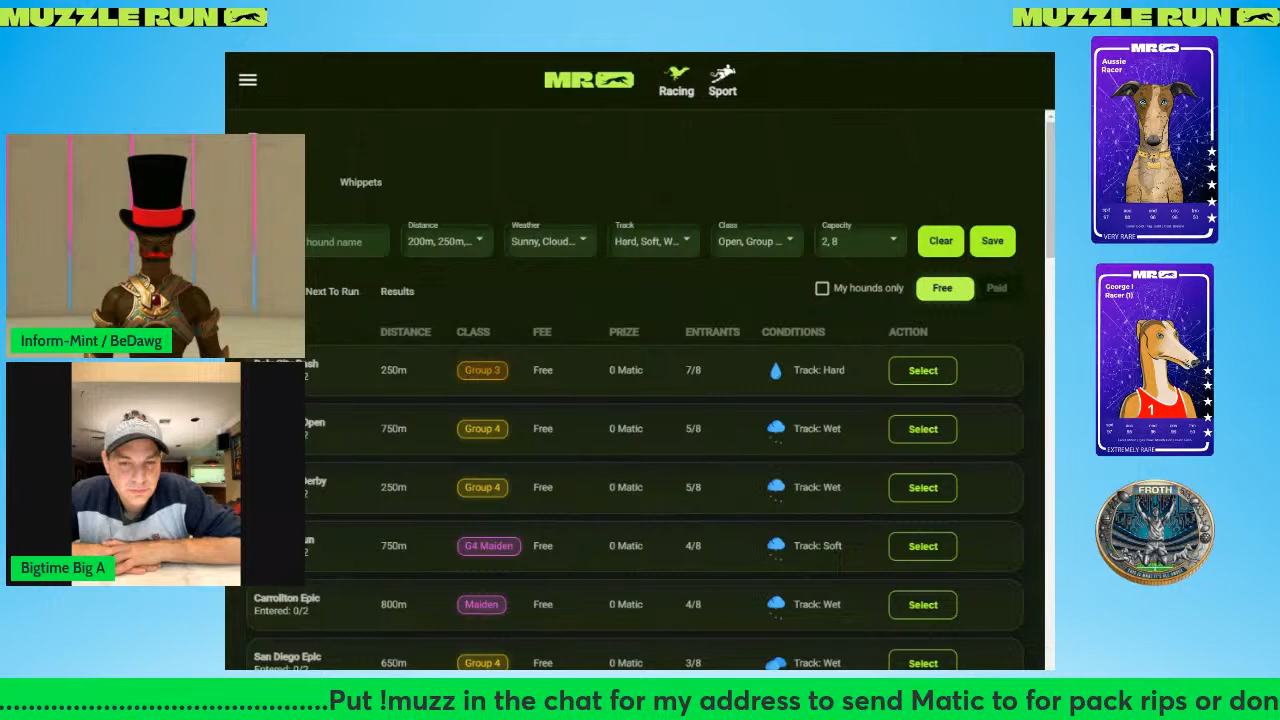 MUZZLE RUN
MUZZLE RUN
MR
Racing
Sport
Whippets
hound name
Distance
200m, 250m,...
Weather
Sunny, Cloud...
Track
Hard, Soft, W...
Class
Open, Group ...
Capacity
2, 8
Clear
Save
Next To Run
Results
My hounds only
Free
Paid
DISTANCE CLASS FEE PRIZE ENTRANTS CONDITIONS ACTION
250m Group 3 Free 0 Matic 7/8 Track: Hard Select
Open
750m Group 4 Free 0 Matic 5/8 Track: Wet Select
250m Group 4 Free 0 Matic 5/8 Track: Wet Select
750m G4 Maiden Free 0 Matic 4/8 Track: Soft Select
Carrollton Epic
Entered: 0/2
800m Maiden Free 0 Matic 4/8 Track: Wet Select
San Diego Epic
Entered: 0/2
650m Group 4 Free 0 Matic 3/8 Track: Wet Select
Inform-Mint / BeDawg
Bigtime Big A
MR
Aussie
Racer
VERY RARE
MR
George I
Racer (1)
1
EXTREMELY RARE
FROTH
.............................................Put !muzz in the chat for my address to send Matic to for pack rips or don